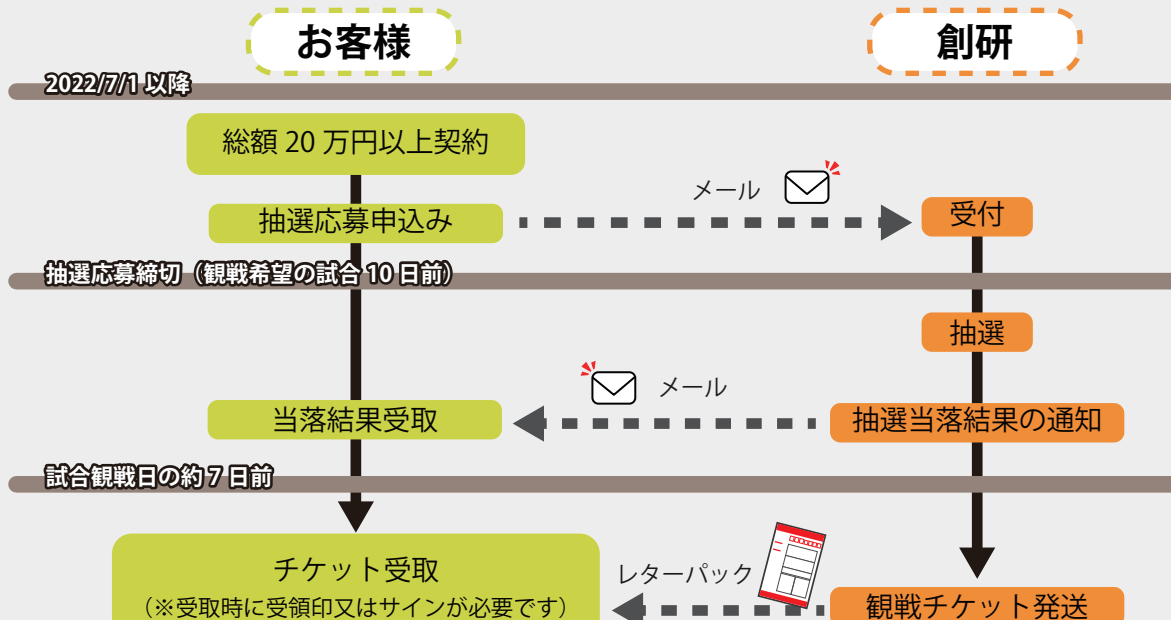 お客様
創研
2022/7/1 以降
総額 20 万円以上契約
メール
抽選応募申込み
受付
抽選応募締切（観戦希望の試合 10 日前）
抽選
メール
当落結果受取
抽選当落結果の通知
試合観戦日の約 7 日前
チケット受取
レターパック
（※受取時に受領印又はサインが必要です）
観戦チケット発送